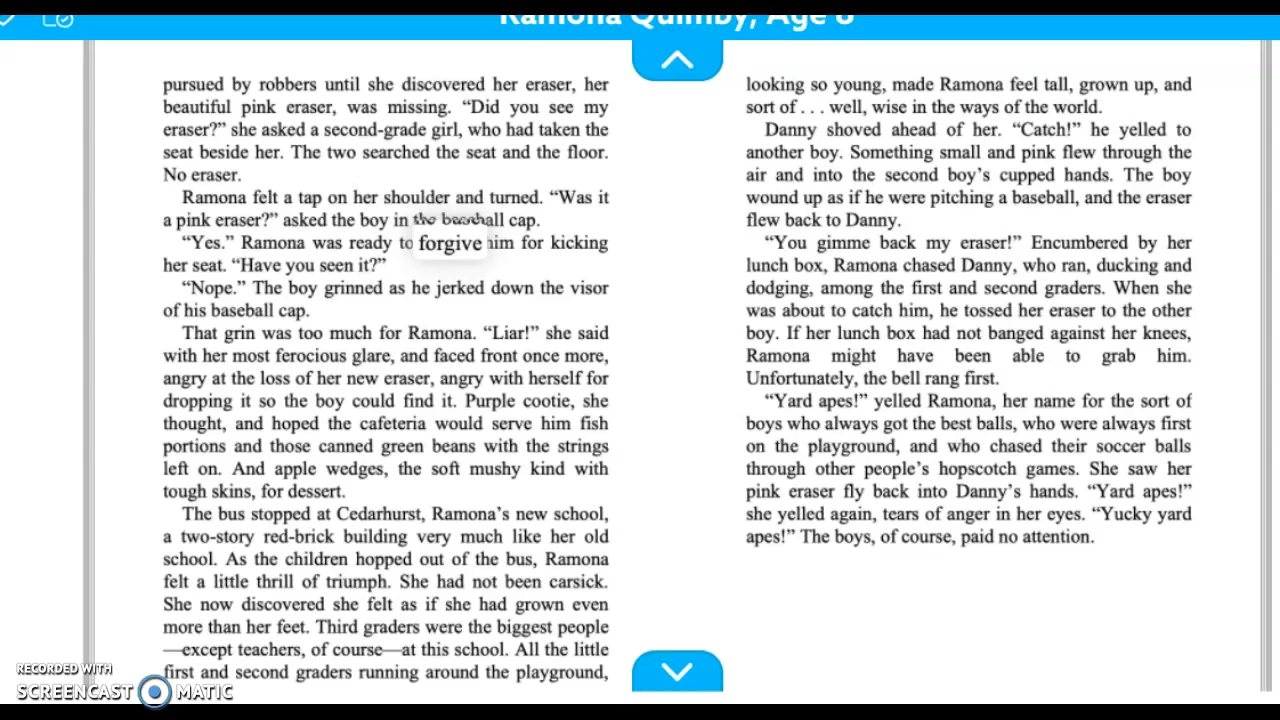 Ramona Quimby, Age 8
pursued by robbers until she discovered her eraser, her
beautiful pink eraser, was missing. “Did you see my
eraser?” she asked a second-grade girl, who had taken the
seat beside her. The two searched the seat and the floor.
No eraser.
Ramona felt a tap on her shoulder and turned. “Was it
a pink eraser?” asked the boy in the baseball cap.
“Yes.” Ramona was ready to forgive him for kicking
her seat. “Have you seen it?”
“Nope.” The boy grinned as he jerked down the visor
of his baseball cap.
That grin was too much for Ramona. “Liar!” she said
with her most ferocious glare, and faced front once more,
angry at the loss of her new eraser, angry with herself for
dropping it so the boy could find it. Purple cootie, she
thought, and hoped the cafeteria would serve him fish
portions and those canned green beans with the strings
left on. And apple wedges, the soft mushy kind with
tough skins, for dessert.
The bus stopped at Cedarhurst, Ramona’s new school,
a two-story red-brick building very much like her old
school. As the children hopped out of the bus, Ramona
felt a little thrill of triumph. She had not been carsick.
She now discovered she felt as if she had grown even
more than her feet. Third graders were the biggest people
—except teachers, of course—at this school. All the little
first and second graders running around the playground,
looking so young, made Ramona feel tall, grown up, and
sort of . . . well, wise in the ways of the world.
Danny shoved ahead of her. “Catch!” he yelled to
another boy. Something small and pink flew through the
air and into the second boy’s cupped hands. The boy
wound up as if he were pitching a baseball, and the eraser
flew back to Danny.
“You gimme back my eraser!” Encumbered by her
lunch box, Ramona chased Danny, who ran, ducking and
dodging, among the first and second graders. When she
was about to catch him, he tossed her eraser to the other
boy. If her lunch box had not banged against her knees,
Ramona might have been able to grab him.
Unfortunately, the bell rang first.
“Yard apes!” yelled Ramona, her name for the sort of
boys who always got the best balls, who were always first
on the playground, and who chased their soccer balls
through other people’s hopscotch games. She saw her
pink eraser fly back into Danny’s hands. “Yard apes!”
she yelled again, tears of anger in her eyes. “Yucky yard
apes!” The boys, of course, paid no attention.
RECORDED WITH
SCREENCAST MATIC